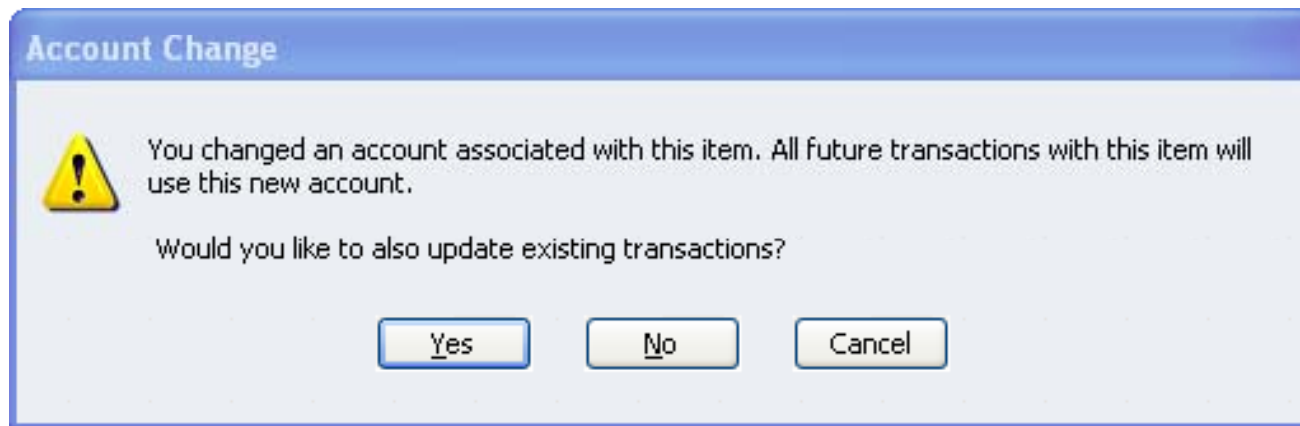 Account Change
You changed an account associated with this item. All future transactions with this item will
use this new account.
Would you like to also update existing transactions?
Yes No Cancel